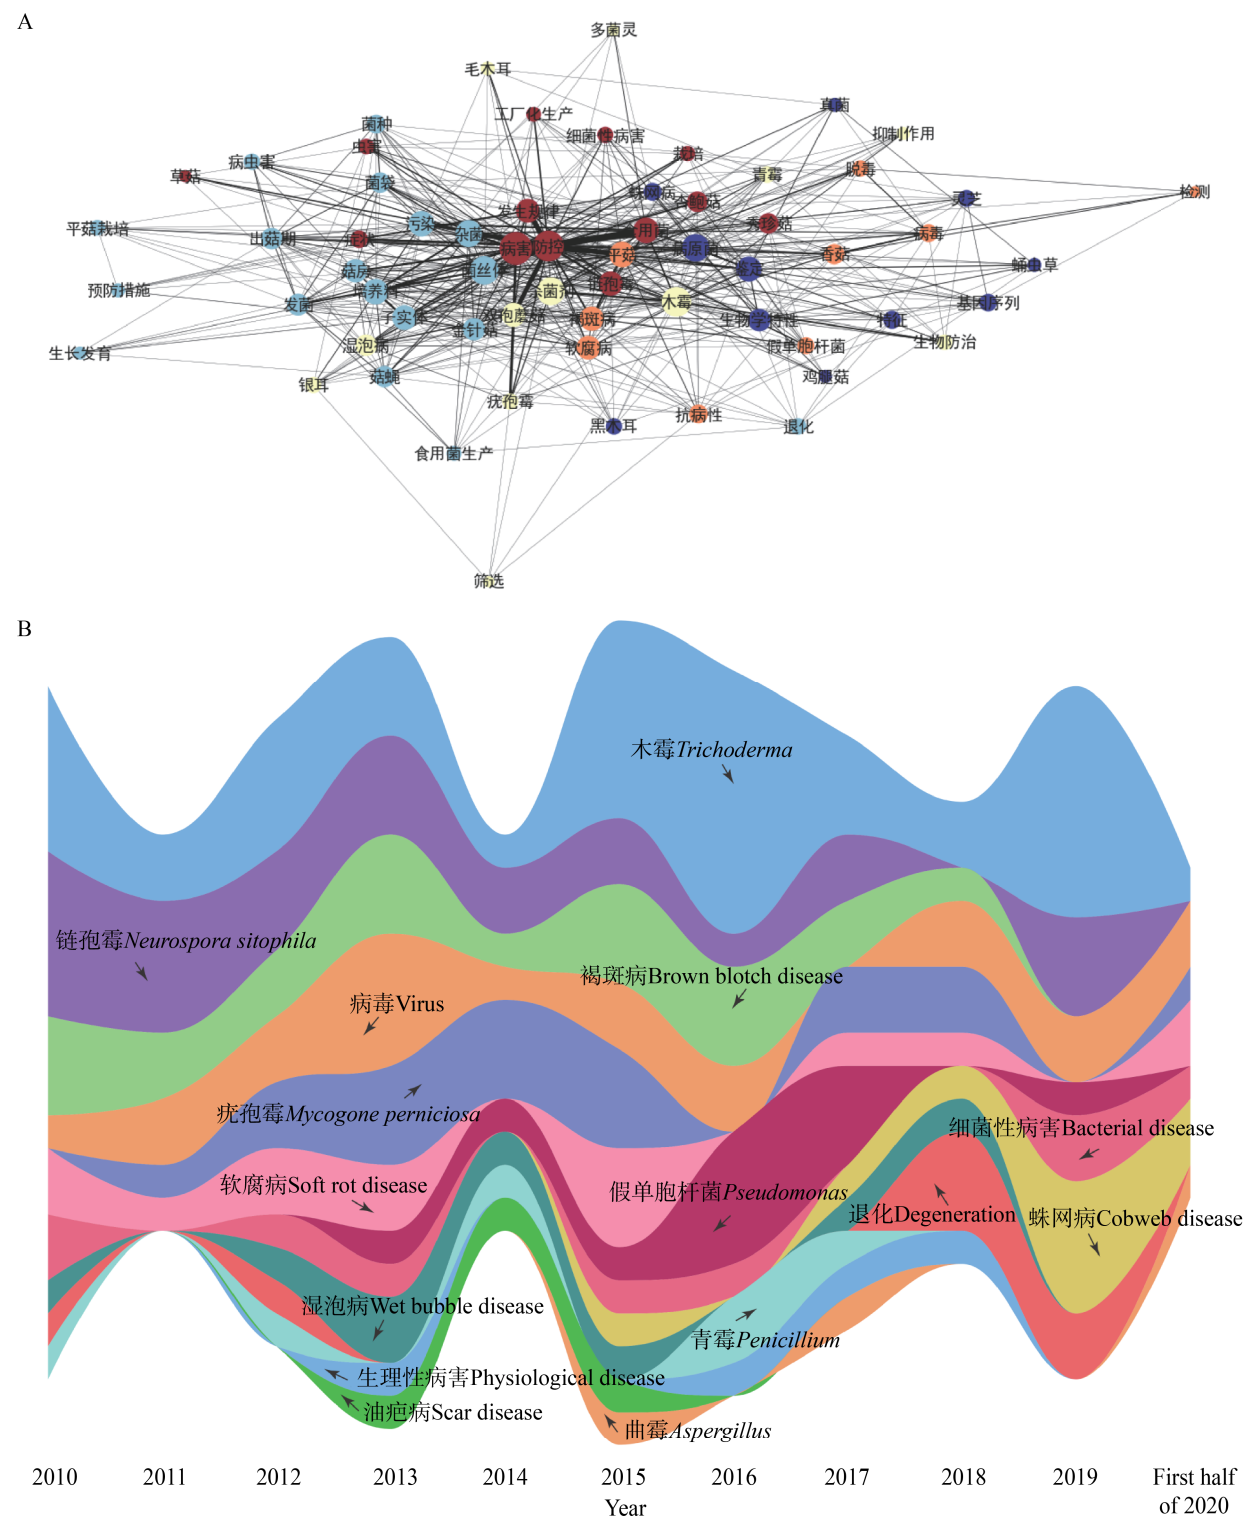 A
多菌灵
毛木耳
工厂化生产
真菌
菌种
细菌性病害
抑制作用
虫害
栽培
病虫害
脱毒
草菇
青霉
菌袋
蛛网病
检测
灵芝
杏鲍菇
发生规律
污染
秀珍菇
平菇栽培
杂菌
用菌
病毒
出菇期
症状
病害
防控
病原菌
平菇
香菇
蛹虫草
菇房
菌丝体
鉴定
链孢霉
预防措施
培养料
杀菌剂
木霉
基因序列
发菌
子实体
双孢蘑菇
褐斑病
生物学特性
特征
金针菇
湿泡病
软腐病
假单胞杆菌
生物防治
生长发育
菇蝇
鸡腿菇
银耳
疣孢霉
抗病性
黑木耳
退化
食用菌生产
筛选
B
木霉Trichoderma
链孢霉Neurospora sitophila
褐斑病Brown blotch disease
病毒Virus
疣孢霉Mycogone perniciosa
细菌性病害Bacterial disease
软腐病Soft rot disease
假单胞杆菌Pseudomonas
退化Degeneration
蛛网病Cobweb disease
湿泡病Wet bubble disease
青霉Penicillium
生理性病害Physiological disease
油疤病Scar disease
曲霉Aspergillus
2010 2011 2012 2013 2014 2015 2016 2017 2018 2019 First half
of 2020
Year